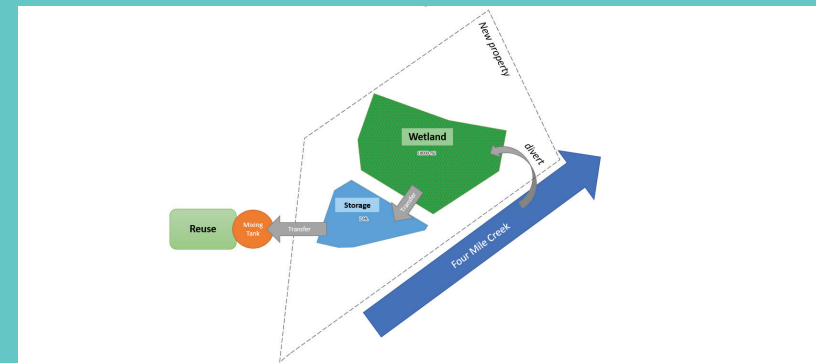 New property
Wetland
divert
Transfer
Storage
Reuse
Mixing
Tank
Transfer
Four Mile Creek